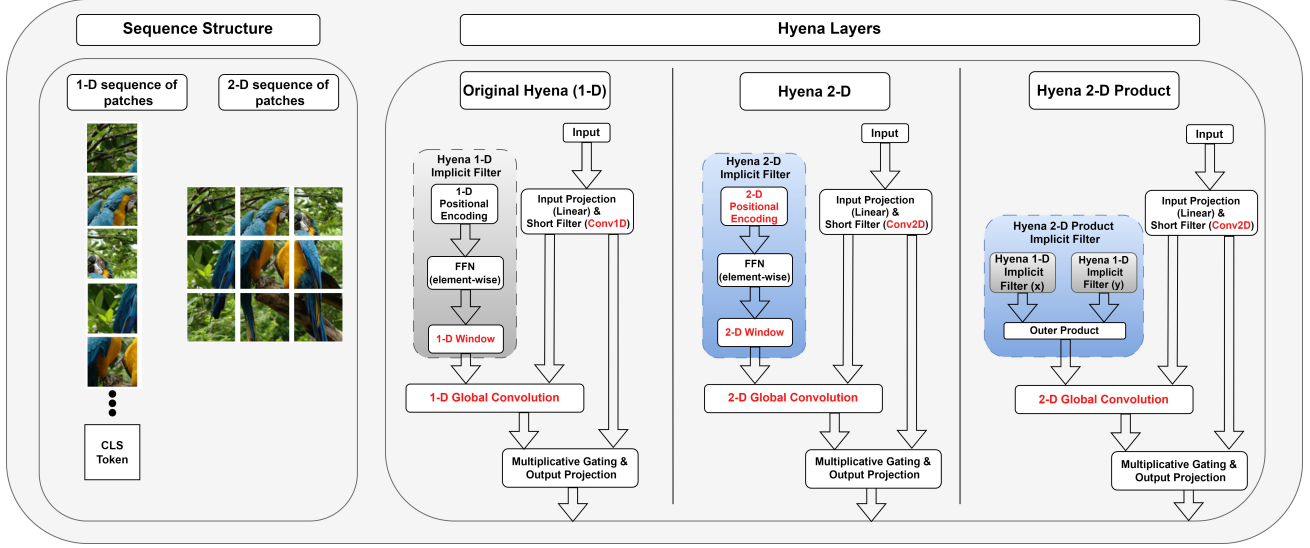 Sequence Structure
Hyena Layers
1-D sequence of
patches
2-D sequence of
patches
CLS
Token
Original Hyena (1-D)
Input
Hyena 1-D
Implicit Filter
1-D
Positional
Encoding
FFN
(element-wise)
1-D Window
Input Projection
(Linear) &
Short Filter (Conv1D)
1-D Global Convolution
Multiplicative Gating &
Output Projection
Hyena 2-D
Input
Hyena 2-D
Implicit Filter
2-D
Positional
Encoding
FFN
(element-wise)
2-D Window
Input Projection
(Linear) &
Short Filter (Conv2D)
2-D Global Convolution
Multiplicative Gating &
Output Projection
Hyena 2-D Product
Input
Input Projection
(Linear) &
Short Filter (Conv2D)
Hyena 2-D Product
Implicit Filter
Hyena 1-D
Implicit
Filter (x)
Hyena 1-D
Implicit
Filter (y)
Outer Product
2-D Global Convolution
Multiplicative Gating &
Output Projection